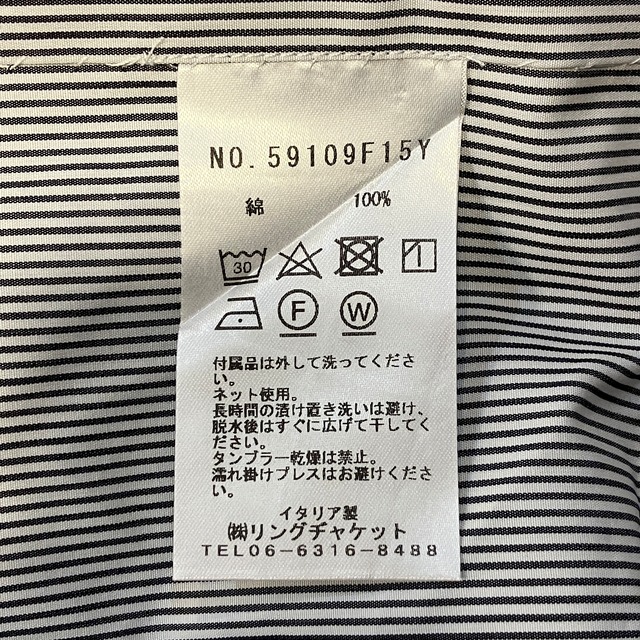 NO. 59109F15Y
綿 100%
30
F W
付属品は外して洗ってくださ
い。
ネット使用。
長時間の漬け置き洗いは避け、
脱水後はすぐに広げて干してく
ださい。
タンブラー乾燥は禁止。
濡れ掛けプレスはお避けくださ
い。
イタリア製
㈱リングヂャケット
TEL06-6316-8488